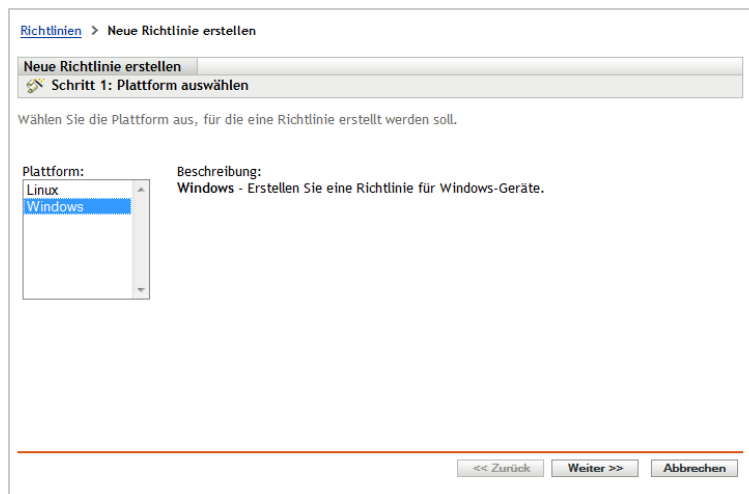 Richtlinien > Neue Richtlinie erstellen
Neue Richtlinie erstellen
Schritt 1: Plattform auswählen
Wählen Sie die Plattform aus, für die eine Richtlinie erstellt werden soll.
Plattform:
Linux
Windows
Beschreibung:
Windows - Erstellen Sie eine Richtlinie für Windows-Geräte.
<< Zurück
Weiter >>
Abbrechen